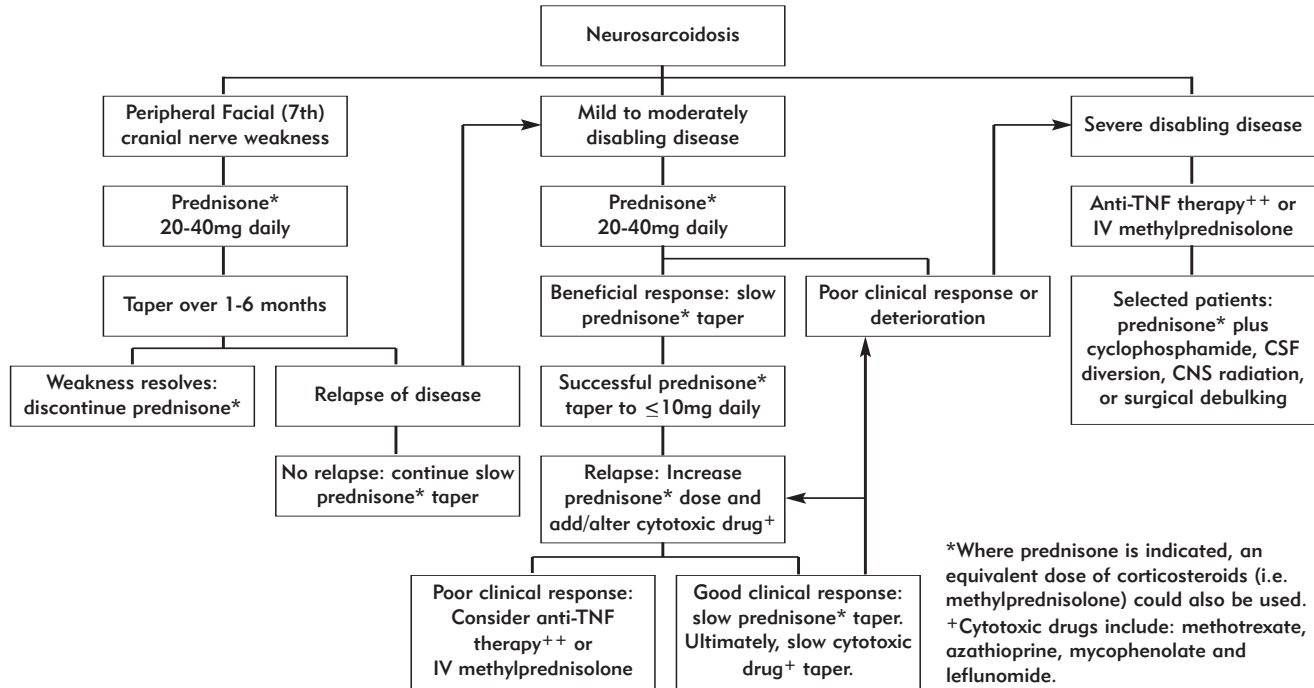 Neurosarcoidosis
Peripheral Facial (7th)
cranial nerve weakness
Mild to moderately
disabling disease
Severe disabling disease
Prednisone*
20-40mg daily
Prednisone*
20-40mg daily
Anti-TNF therapy++ or
IV methylprednisolone
Taper over 1-6 months
Beneficial response: slow
prednisone* taper
Poor clinical response or
deterioration
Selected patients:
prednisone* plus
cyclophosphamide, CSF
diversion, CNS radiation,
or surgical debulking
Weakness resolves:
discontinue prednisone*
Relapse of disease
Successful prednisone*
taper to ≤10mg daily
No relapse: continue slow
prednisone* taper
Relapse: Increase
prednisone* dose and
add/alter cytotoxic drug+
Poor clinical response:
Consider anti-TNF
therapy++ or
IV methylprednisolone
Good clinical response:
slow prednisone* taper.
Ultimately, slow cytotoxic
drug+ taper.
*Where prednisone is indicated, an
equivalent dose of corticosteroids (i.e.
methylprednisolone) could also be used.
+Cytotoxic drugs include: methotrexate,
azathioprine, mycophenolate and
leflunomide.